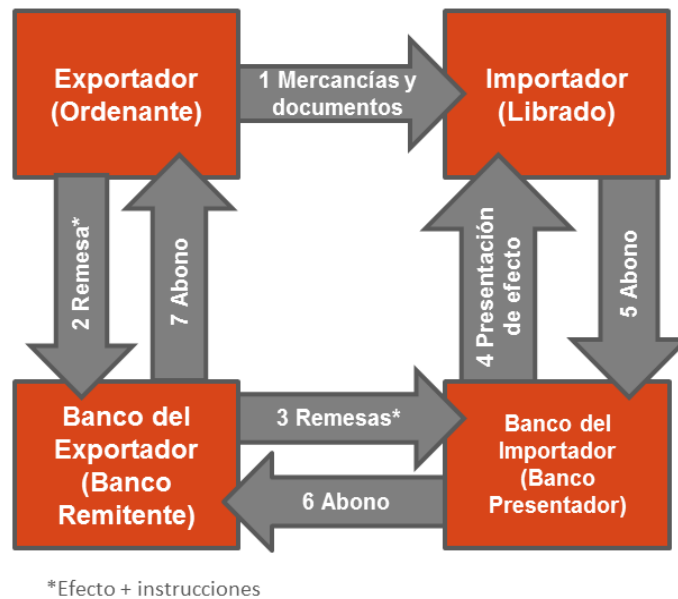 Exportador
(Ordenante)
1 Mercancías y
documentos
Importador
(Librado)
2 Remesa*
7 Abono
4 Presentación
de efecto
5 Abono
Banco del
Exportador
(Banco
Remitente)
3 Remesas*
6 Abono
Banco del
Importador
(Banco
Presentador)
*Efecto + instrucciones